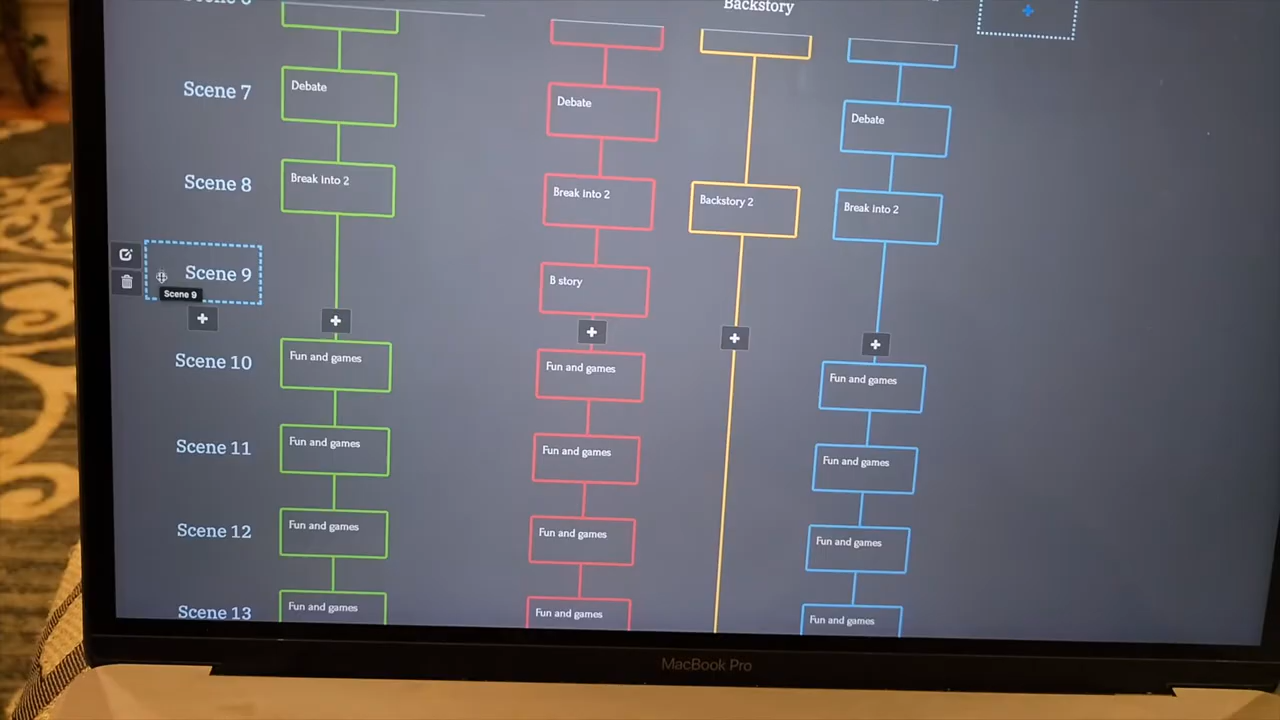 Backstory
Scene 7
Debate
Debate
Debate
Scene 8
Break Into 2
Break Into 2
Backstory 2
Break Into 2
Scene 9
Scene 9
B story
Scene 10
Fun and games
Fun and games
Fun and games
Scene 11
Fun and games
Fun and games
Fun and games
Scene 12
Fun and games
Fun and games
Fun and games
Scene 13
Fun and games
Fun and games
Fun and games
MacBook Pro